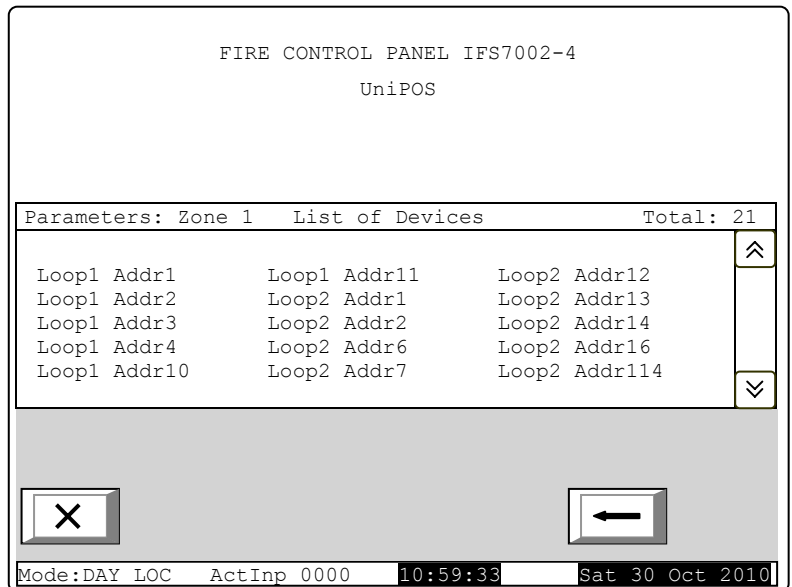 FIRE CONTROL PANEL IFS7002-4
UniPOS
Parameters: Zone 1 List of Devices Total: 21
Loop1 Addr1 Loop1 Addr11 Loop2 Addr12
Loop1 Addr2 Loop2 Addr1 Loop2 Addr13
Loop1 Addr3 Loop2 Addr2 Loop2 Addr14
Loop1 Addr4 Loop2 Addr6 Loop2 Addr16
Loop1 Addr10 Loop2 Addr7 Loop2 Addr114
Mode:DAY LOC ActInp 0000 10:59:33 Sat 30 Oct 2010